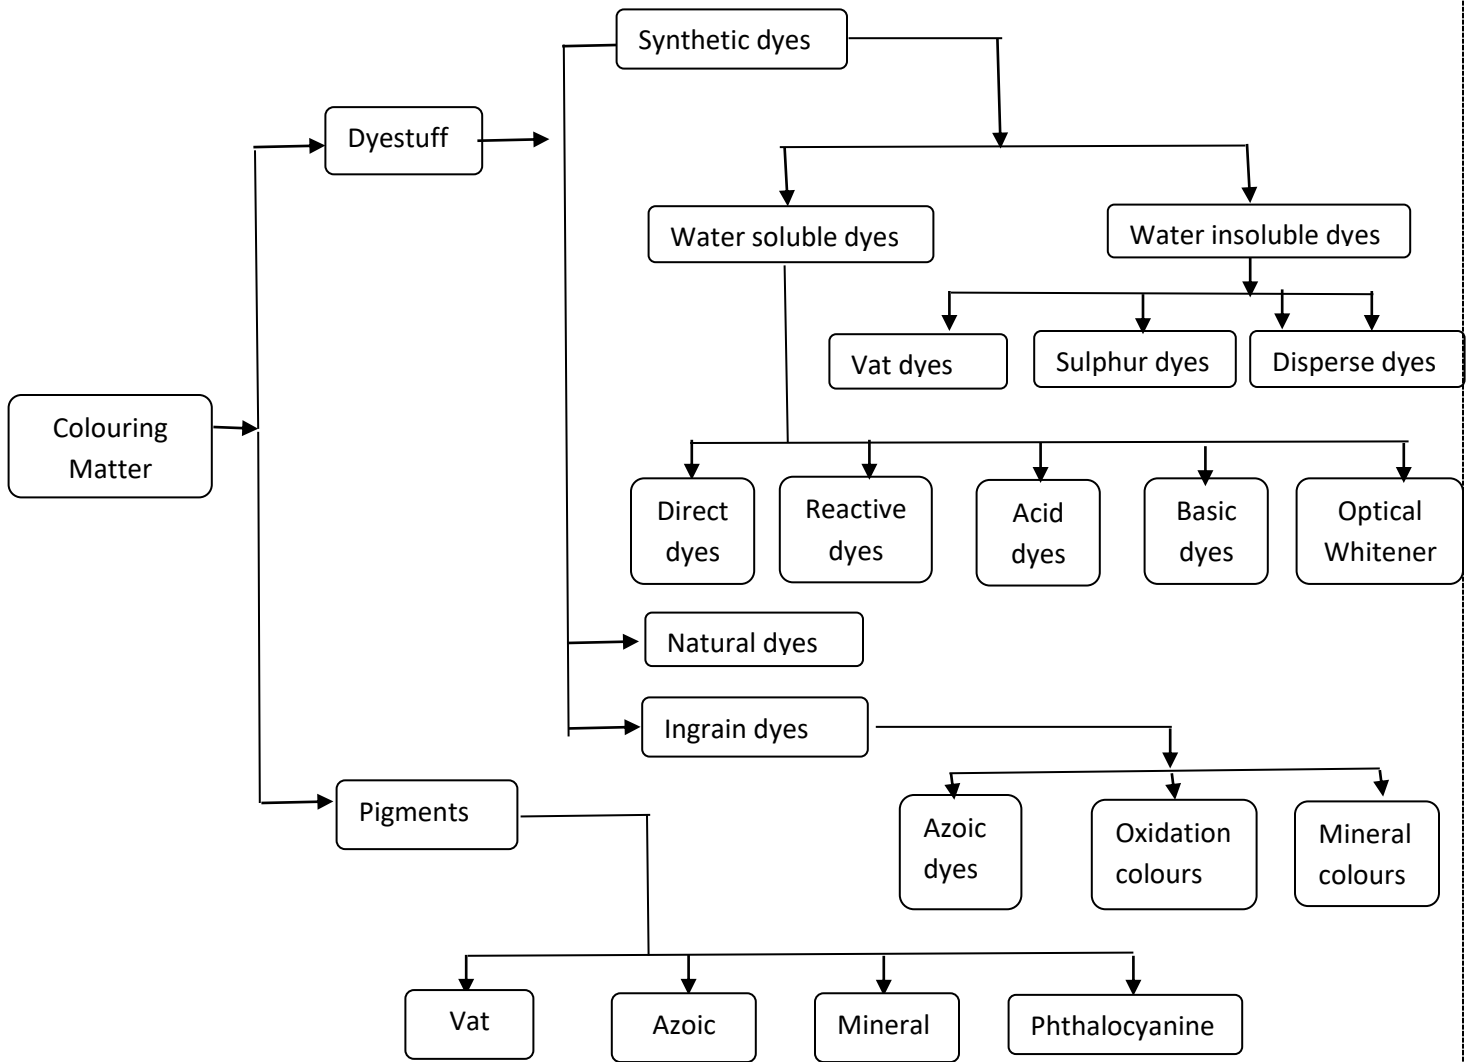 Synthetic dyes
Dyestuff
Water soluble dyes
Water insoluble dyes
Vat dyes
Sulphur dyes
Disperse dyes
Colouring
Matter
Direct
dyes
Reactive
dyes
Acid
dyes
Basic
dyes
Optical
Whitener
Natural dyes
Ingrain dyes
Pigments
Azoic
dyes
Oxidation
colours
Mineral
colours
Vat
Azoic
Mineral
Phthalocyanine